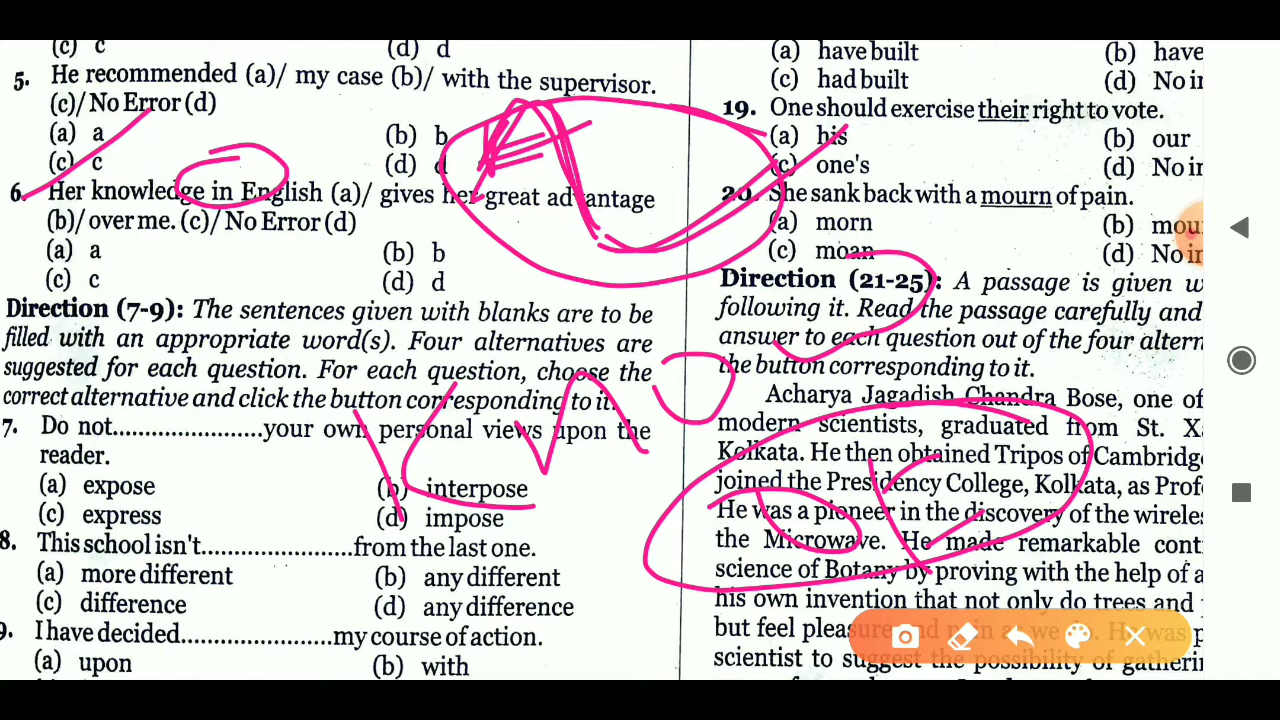 (c) c
(d) d
5. He recommended (a)/ my case (b)/ with the supervisor.
(c)/ No Error (d)
(a) a
(b) b
(c) c
(d) d
6. Her knowledge in English (a)/ gives her great advantage
(b)/ over me. (c)/ No Error (d)
(a) a
(b) b
(c) c
(d) d
Direction (7-9): The sentences given with blanks are to be
filled with an appropriate word(s). Four alternatives are
suggested for each question. For each question, choose the
correct alternative and click the button corresponding to it.
7. Do not......................your own personal views upon the
reader.
(a) expose
(b) interpose
(c) express
(d) impose
8. This school isn't......................from the last one.
(a) more different
(b) any different
(c) difference
(d) any difference
9. I have decided......................my course of action.
(a) upon
(b) with
(a) have built
(b) have
(c) had built
(d) No
19. One should exercise their right to vote.
(a) his
(b) our
(c) one's
(d) No
20. She sank back with a mourn of pain.
(a) morn
(b)
(c) moan
(d) No
Direction (21-25): A passage is given
following it. Read the passage carefully and
answer to each question out of the four
the button corresponding to it.
Acharya Jagadish Chandra Bose, one of
modern scientists, graduated from St.
Kolkata. He then obtained Tripos of Cambridge
joined the Presidency College, Kolkata, as
He was a pioneer in the discovery of the
the Microwave. He made remarkable
science of Botany by proving with the help of a
his own invention that not only do trees and
but feel pleasure and pain as we do. He was
scientist to suggest the possibility of